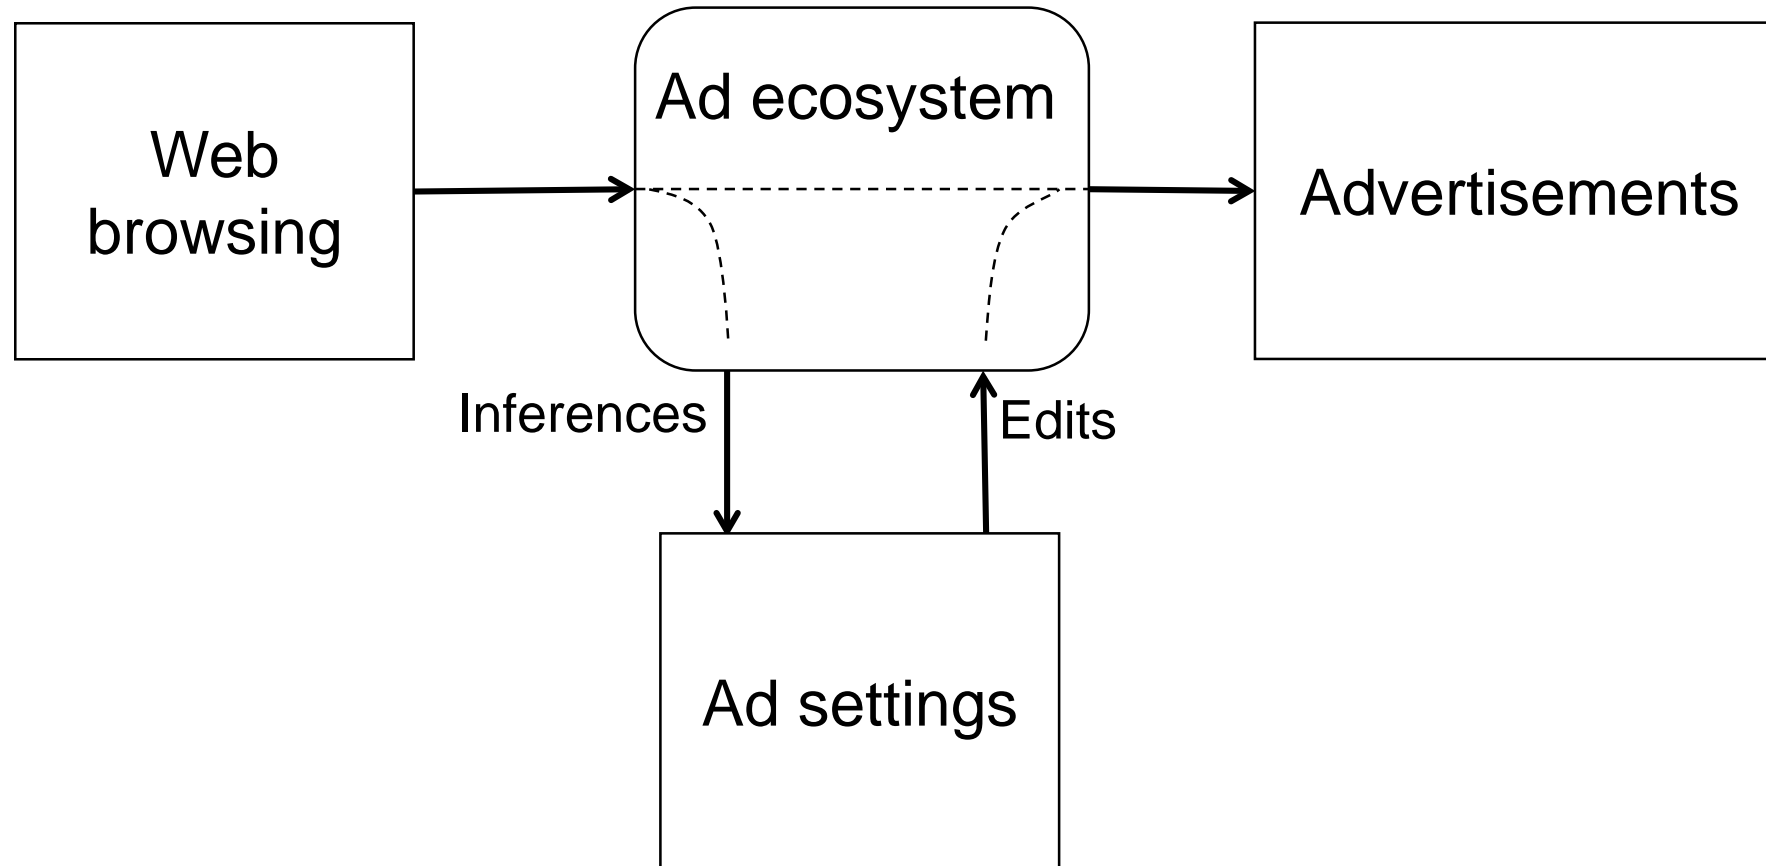 Web
browsing
Ad ecosystem
Advertisements
Inferences
Edits
Ad settings